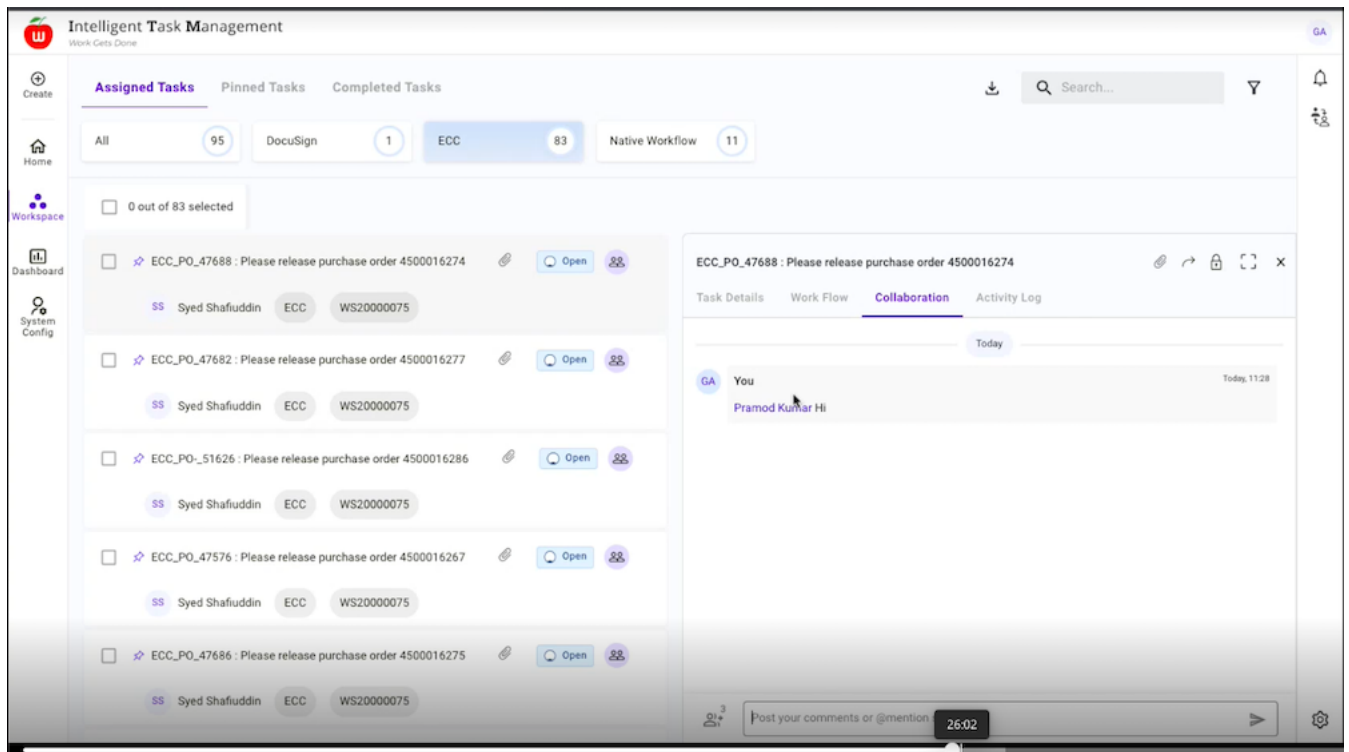 Intelligent Task Management
Work Gets Done
GA
Create
Home
Workspace
Dashboard
System
Config
Assigned Tasks Pinned Tasks Completed Tasks
Search...
All 95 DocuSign 1 ECC 83 Native Workflow 11
0 out of 83 selected
ECC_PO_47688 : Please release purchase order 4500016274 Open
SS Syed Shafiuddin ECC WS20000075
ECC_PO_47682 : Please release purchase order 4500016277 Open
SS Syed Shafiuddin ECC WS20000075
ECC_PO-_51626 : Please release purchase order 4500016286 Open
SS Syed Shafiuddin ECC WS20000075
ECC_PO_47576 : Please release purchase order 4500016267 Open
SS Syed Shafiuddin ECC WS20000075
ECC_PO_47686 : Please release purchase order 4500016275 Open
SS Syed Shafiuddin ECC WS20000075
ECC_PO_47688 : Please release purchase order 4500016274
Task Details Work Flow Collaboration Activity Log
Today
GA You Today, 11:28
Pramod Kumar Hi
3
Post your comments or @mention
26:02